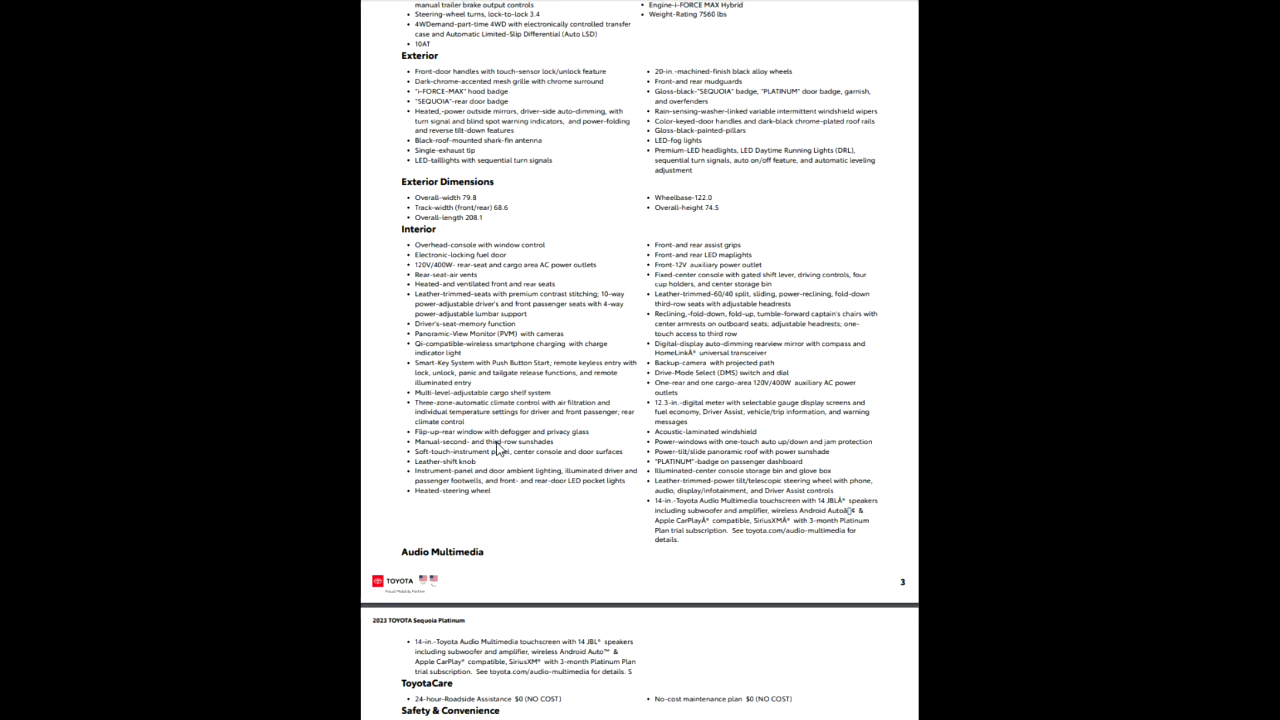 manual trailer brake output controls
Steering-wheel turns, lock-to-lock 3.4
4WDemand-part-time 4WD with electronically controlled transfer
case and Automatic Limited-Slip Differential (Auto LSD)
10AT
Engine-i-FORCE MAX Hybrid
Weight-Rating 7560 lbs
Exterior
Front-door handles with touch-sensor lock/unlock feature
Dark-chrome-accented mesh grille with chrome surround
"i-FORCE-MAX" hood badge
"SEQUOIA"-rear door badge
Heated,-power outside mirrors, driver-side auto-dimming, with
turn signal and blind spot warning indicators,  and power-folding
and reverse tilt-down features
Black-roof-mounted shark-fin antenna
Single-exhaust tip
LED-taillights with sequential turn signals
20-in.-machined-finish black alloy wheels
Front-and rear mudguards
Gloss-black-"SEQUOIA" badge, "PLATINUM" door badge, garnish,
and overfenders
Rain-sensing-washer-linked variable intermittent windshield wipers
Color-keyed-door handles and dark-black chrome-plated roof rails
Gloss-black-painted-pillars
LED-fog lights
Premium-LED headlights, LED Daytime Running Lights (DRL),
sequential turn signals, auto on/off feature, and automatic leveling
adjustment
Exterior Dimensions
Overall-width 79.8
Track-width (front/rear) 68.6
Overall-length 208.1
Wheelbase-122.0
Overall-height 74.5
Interior
Overhead-console with window control
Electronic-locking fuel door
120V/400W- rear-seat and cargo area AC power outlets
Rear-seat-air vents
Heated-and ventilated front and rear seats
Leather-trimmed-seats with premium contrast stitching; 10-way
power-adjustable driver's and front passenger seats with 4-way
power-adjustable lumbar support
Driver's-seat-memory function
Panoramic-View Monitor (PVM)  with cameras
Qi-compatible-wireless smartphone charging  with charge
indicator light
Smart-Key System with Push Button Start; remote keyless entry with
lock, unlock, panic and tailgate release functions, and remote
illuminated entry
Multi-level-adjustable cargo shelf system
Three-zone-automatic climate control with air filtration and
individual temperature settings for driver and front passenger; rear
climate control
Flip-up-rear window with defogger and privacy glass
Manual-second- and third-row sunshades
Soft-touch-instrument panel, center console and door surfaces
Leather-shift knob
Instrument-panel and door ambient lighting, illuminated driver and
passenger footwells, and front- and rear-door LED pocket lights
Heated-steering wheel
Front-and rear assist grips
Front-and rear LED maplights
Front-12V  auxiliary power outlet
Fixed-center console with gated shift lever, driving controls, four
cup holders, and center storage bin
Leather-trimmed-60/40 split, sliding, power-reclining, fold-down
third-row seats with adjustable headrests
Reclining,-fold-down, fold-up, tumble-forward captain's chairs with
center armrests on outboard seats; adjustable headrests; one-
touch access to third row
Digital-display auto-dimming rearview mirror with compass and
HomeLinkÂ®  universal transceiver
Backup-camera  with projected path
Drive-Mode Select (DMS) switch and dial
One-rear and one cargo-area 120V/400W  auxiliary AC power
outlets
12.3-in.-digital meter with selectable gauge display screens and
fuel economy, Driver Assist, vehicle/trip information, and warning
messages
Acoustic-laminated windshield
Power-windows with one-touch auto up/down and jam protection
Power-tilt/slide panoramic roof with power sunshade
"PLATINUM"-badge on passenger dashboard
Illuminated-center console storage bin and glove box
Leather-trimmed-power tilt/telescopic steering wheel with phone,
audio, display/infotainment, and Driver Assist controls
14-in.-Toyota Audio Multimedia touchscreen with 14 JBLÂ®  speakers
including subwoofer and amplifier, wireless Android Autoâ¢  &
Apple CarPlayÂ®  compatible, SiriusXMÂ®  with 3-month Platinum
Plan trial subscription.  See toyota.com/audio-multimedia for
details.
Audio Multimedia
TOYOTA
Proud Mobility Partner
3
2023 TOYOTA Sequoia Platinum
14-in.-Toyota Audio Multimedia touchscreen with 14 JBL®  speakers
including subwoofer and amplifier, wireless Android Auto™  &
Apple CarPlay®  compatible, SiriusXM®  with 3-month Platinum Plan
trial subscription.  See toyota.com/audio-multimedia for details. S
ToyotaCare
24-hour-Roadside Assistance  $0 (NO COST)
No-cost maintenance plan  $0 (NO COST)
Safety & Convenience